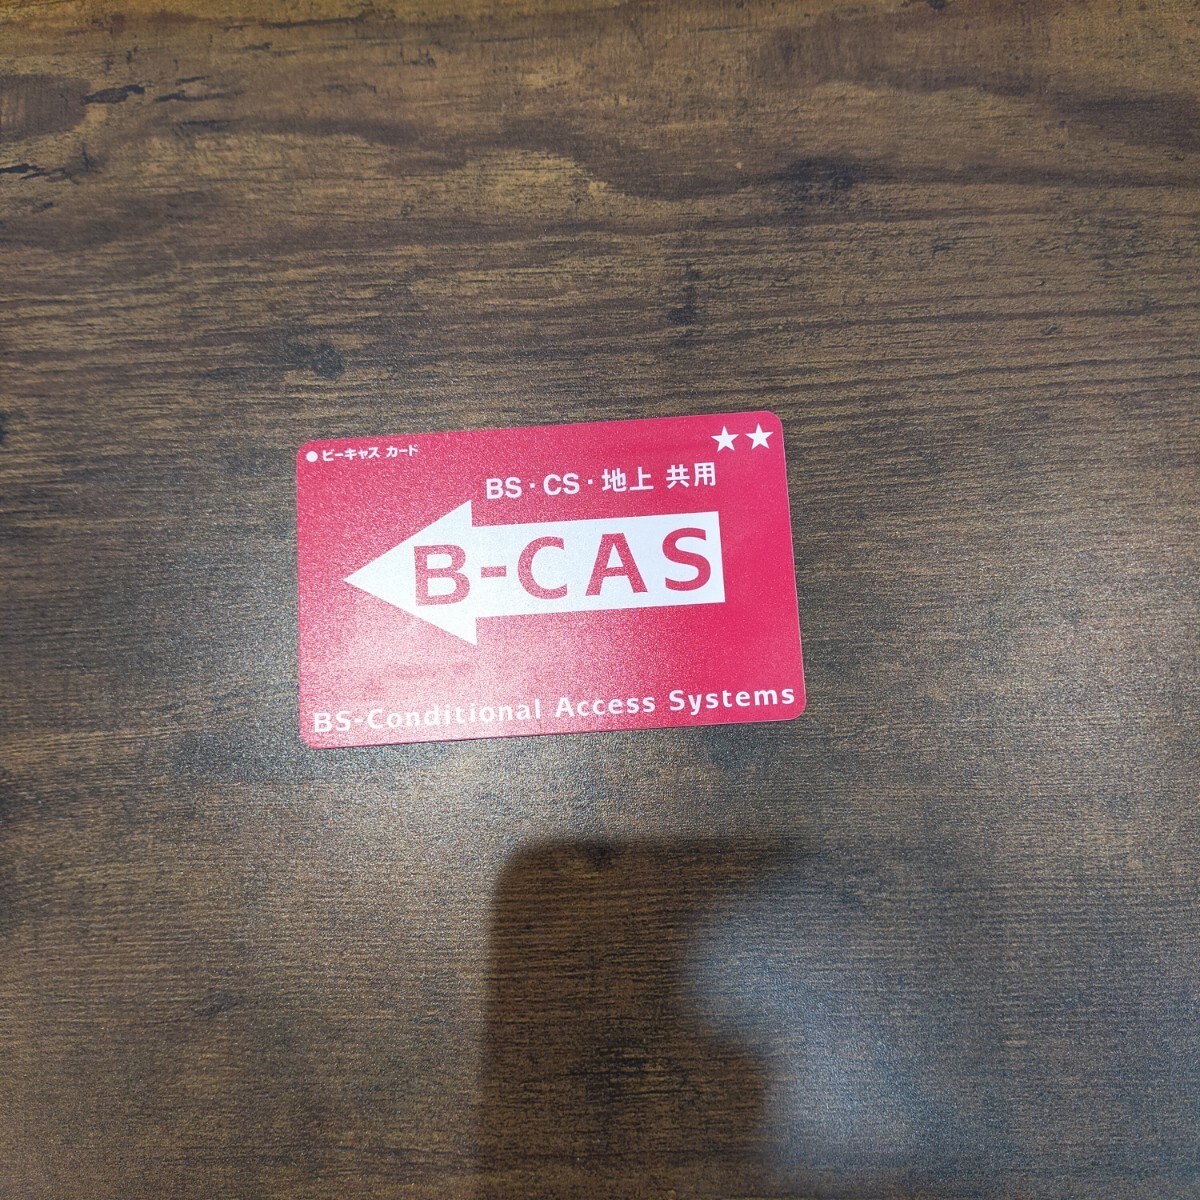 ★★
●ビーキャス カード
BS・CS・地上 共用
B-CAS
BS-Conditional Access Systems